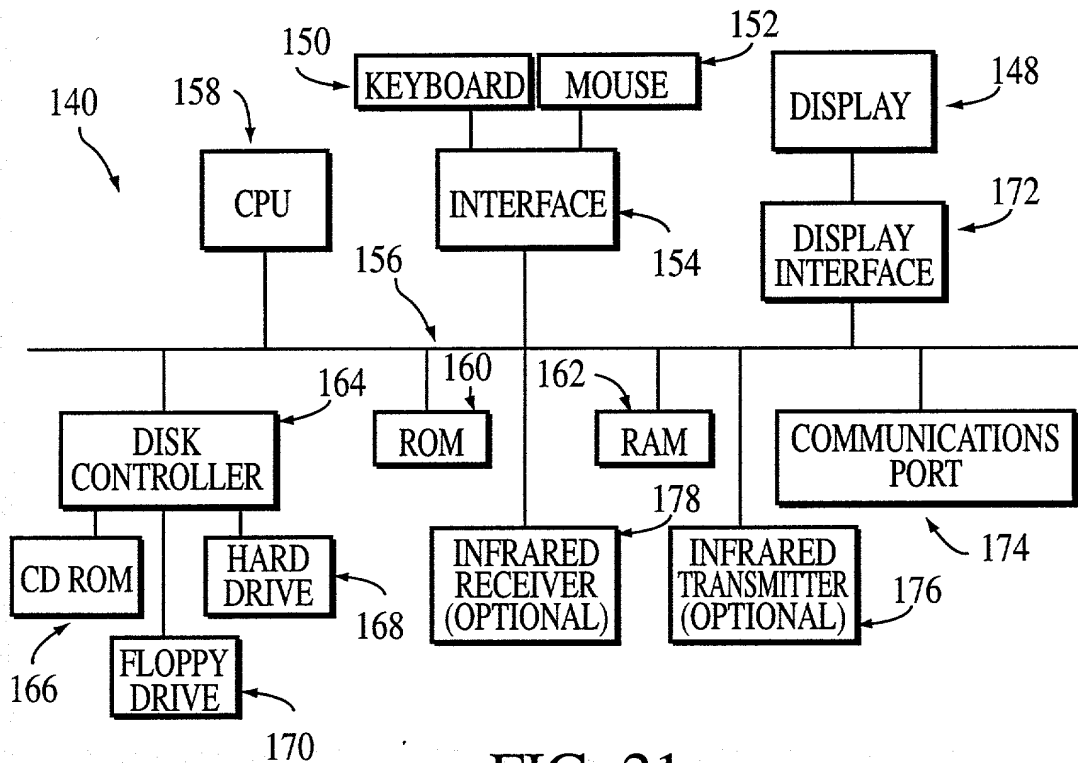 150
152
KEYBOARD
MOUSE
158
DISPLAY
148
140
CPU
INTERFACE
172
DISPLAY
INTERFACE
156
154
164
160
162
DISK
CONTROLLER
ROM
RAM
COMMUNICATIONS
PORT
178
CD ROM
HARD
DRIVE
INFRARED
RECEIVER
(OPTIONAL)
INFRARED
TRANSMITTER
(OPTIONAL)
174
176
168
166
FLOPPY
DRIVE
170
FIG. 21